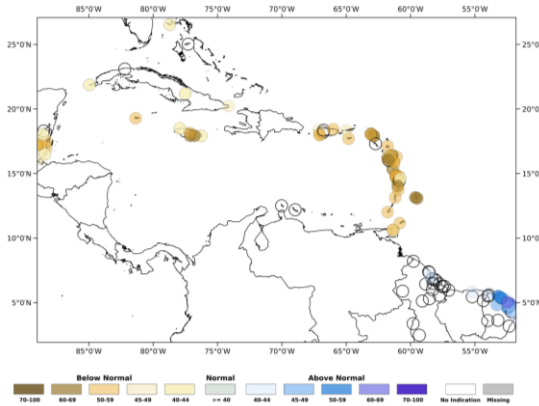 85°W 80°W 75°W 70°W 65°W 60°W 55°W
25°N 25°N
20°N 20°N
15°N 15°N
10°N 10°N
5°N 5°N
85°W 80°W 75°W 70°W 65°W 60°W 55°W
Below Normal Normal Above Normal
70-100 60-69 50-59 45-49 40-44 >= 40 40-44 45-49 50-59 60-69 70-100 No Indication Missing